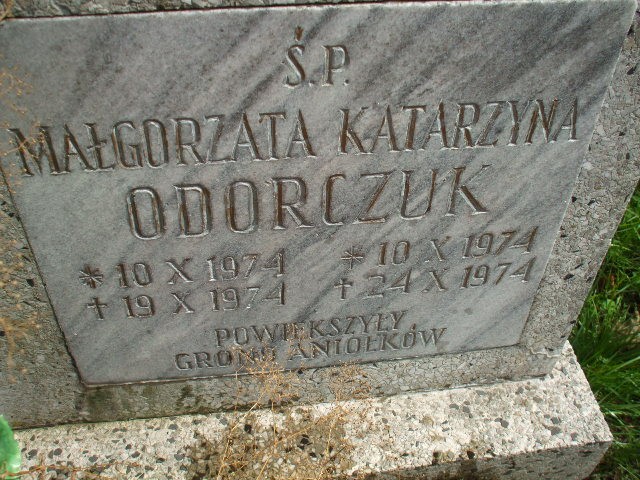 Ś.P.
MAŁGORZATA KATARZYNA
ODORCZUK
* 10 X 1974 * 10 X 1974
✝ 19 X 1974 ✝ 24 X 1974
POWIĘKSZYŁY
GRONO ANIOŁKÓW